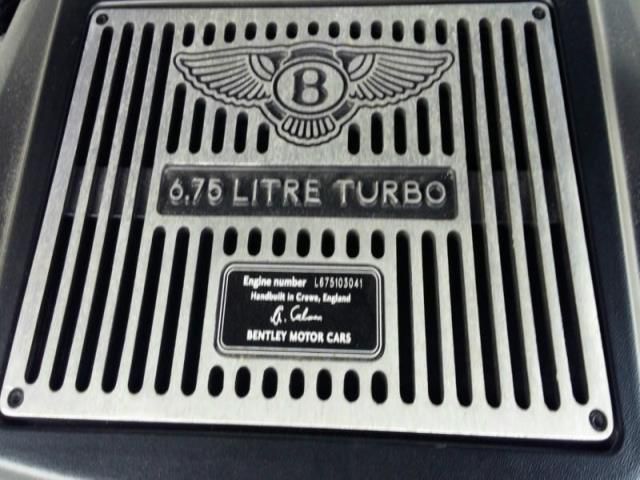 B
6.75 LITRE TURBO
Engine number L675103041
Handbuilt in Crewe, England
BENTLEY MOTOR CARS